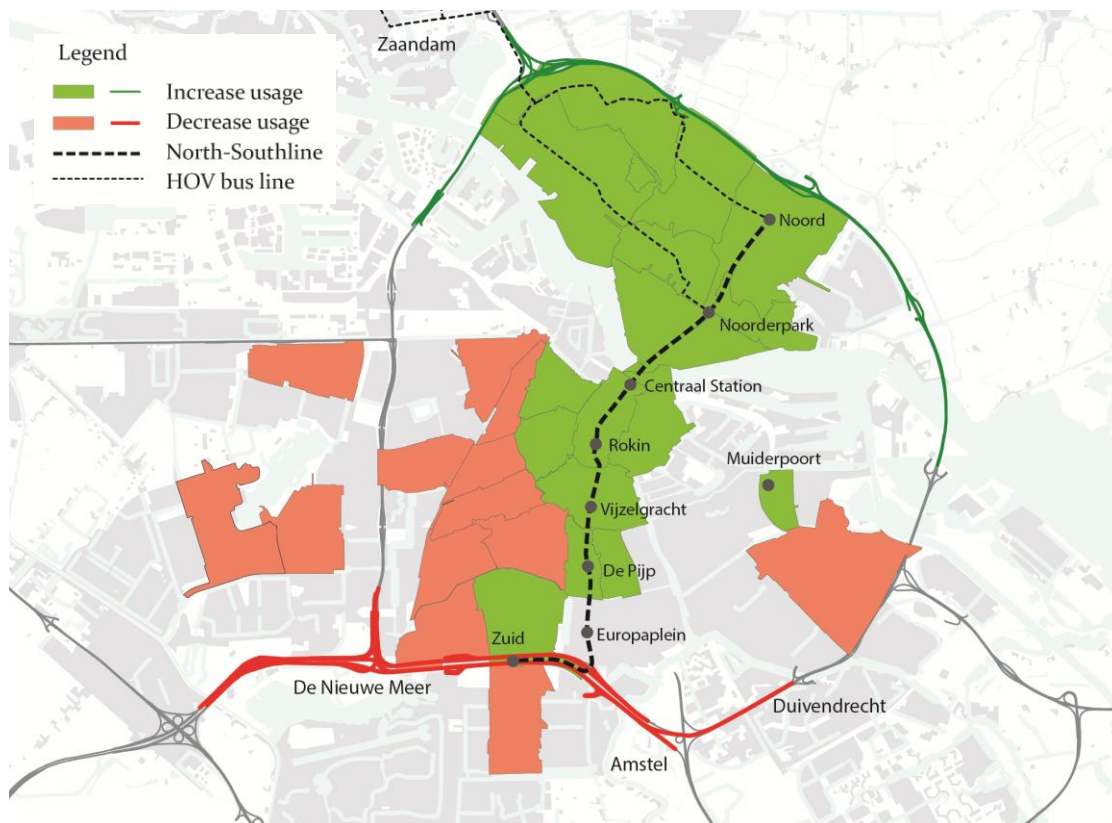 Zaandam
Legend
Increase usage
Decrease usage
North-Southline
HOV bus line
Noord
Noorderpark
Centraal Station
Rokin
Muiderpoort
Vijzelgracht
De Pijp
Europaplein
Zuid
De Nieuwe Meer
Duivendrecht
Amstel